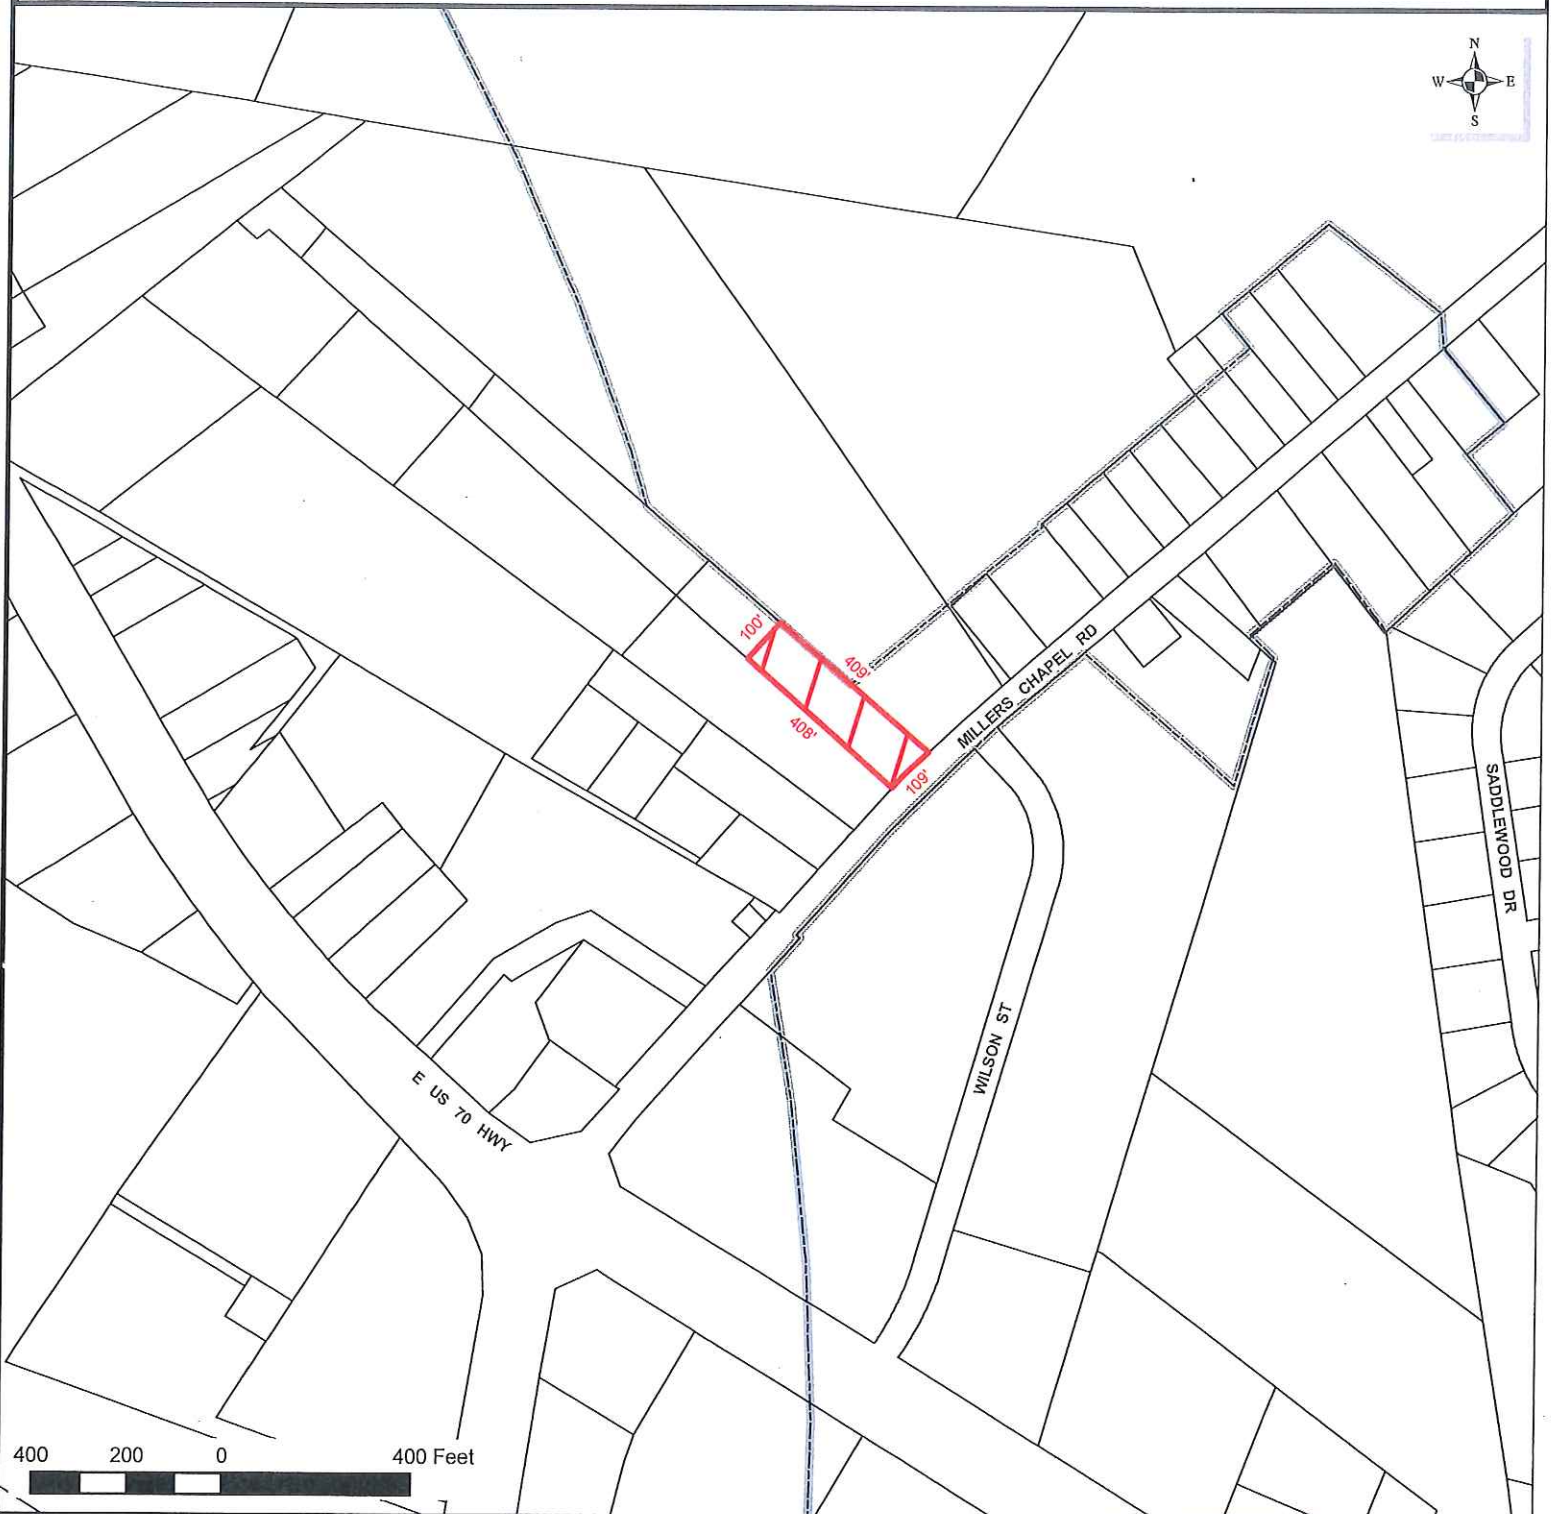 N
W E
S
100'
409'
408'
109'
MILLERS CHAPEL RD
SADDLEWOOD DR
WILSON ST
E US 70 HWY
400 200 0 400 Feet